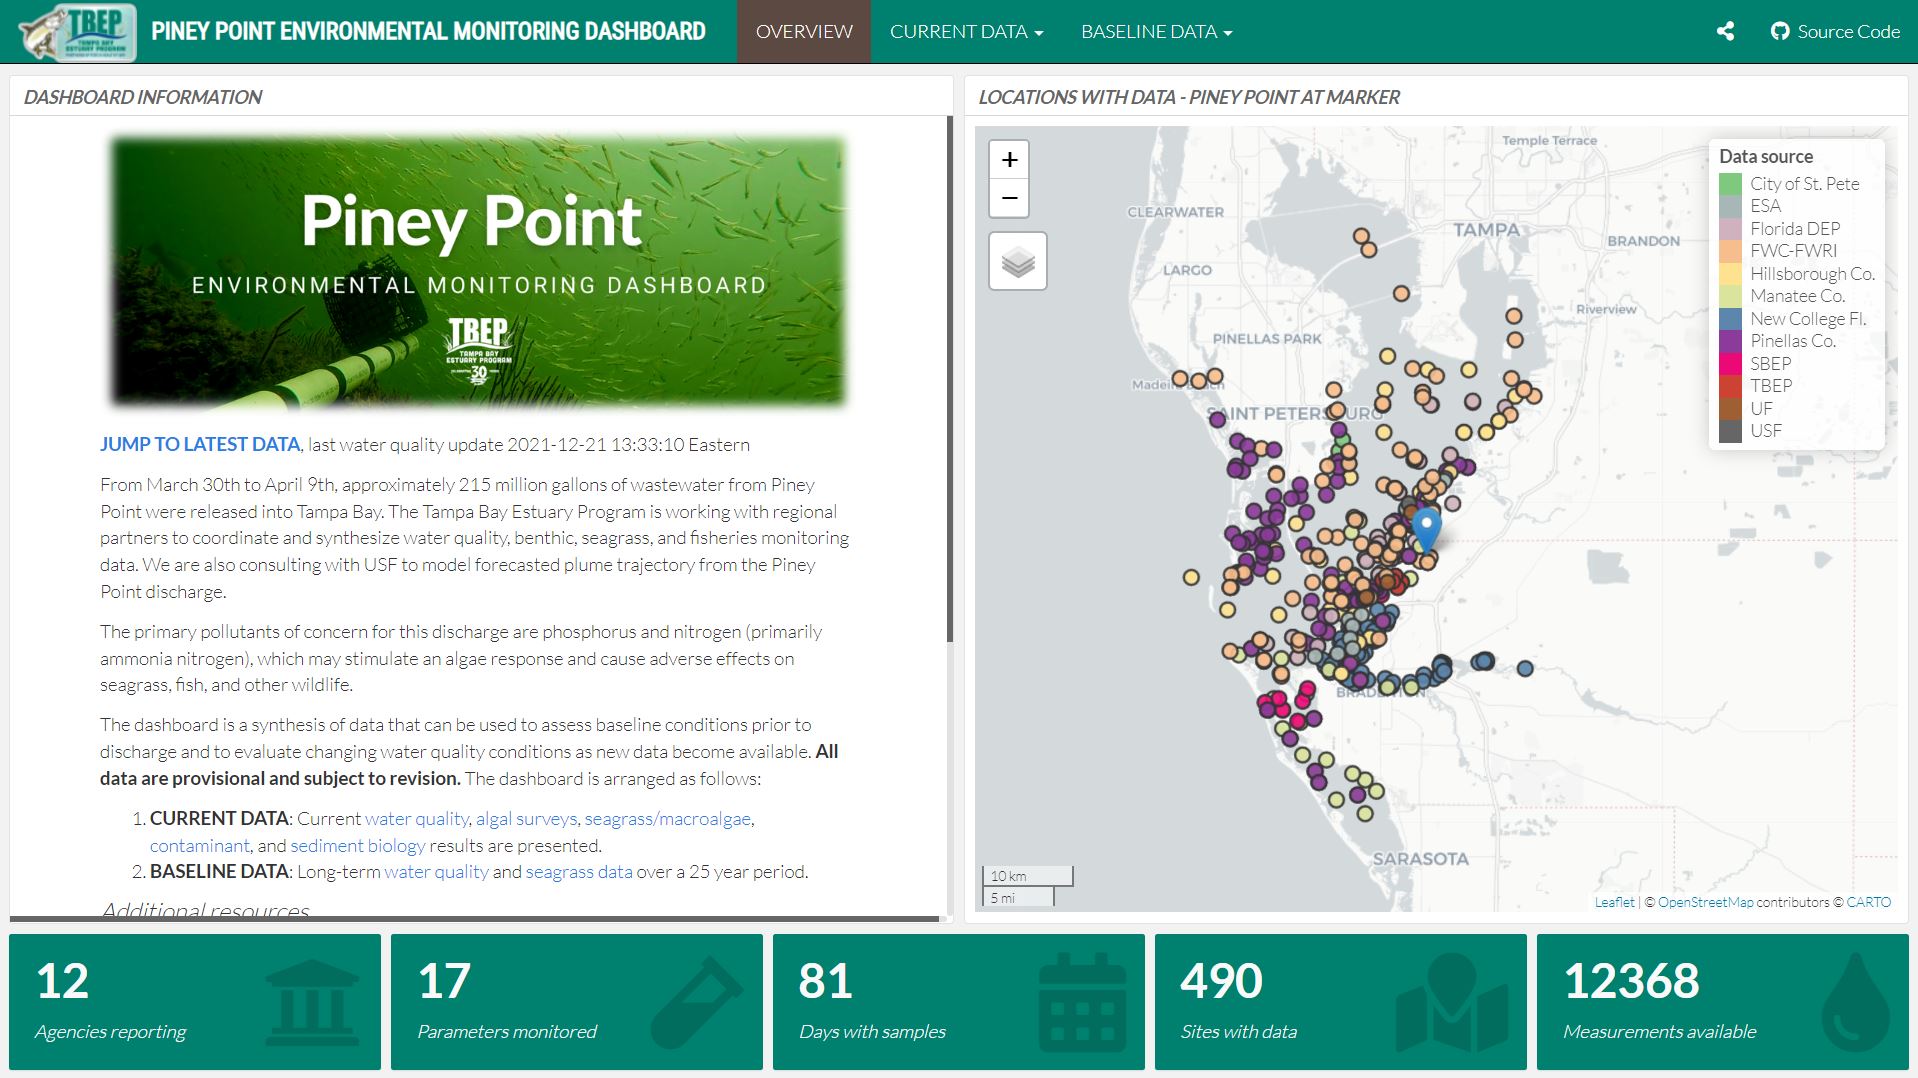 TBEP
TAMPA BAY
ESTUARY PROGRAM
PINEY POINT ENVIRONMENTAL MONITORING DASHBOARD
OVERVIEW
CURRENT DATA
BASELINE DATA
Source Code
DASHBOARD INFORMATION
Piney Point
ENVIRONMENTAL MONITORING DASHBOARD
TBEP
TAMPA BAY
ESTUARY PROGRAM
30
JUMP TO LATEST DATA, last water quality update 2021-12-21 13:33:10 Eastern
From March 30th to April 9th, approximately 215 million gallons of wastewater from Piney
Point were released into Tampa Bay. The Tampa Bay Estuary Program is working with regional
partners to coordinate and synthesize water quality, benthic, seagrass, and fisheries monitoring
data. We are also consulting with USF to model forecasted plume trajectory from the Piney
Point discharge.
The primary pollutants of concern for this discharge are phosphorus and nitrogen (primarily
ammonia nitrogen), which may stimulate an algae response and cause adverse effects on
seagrass, fish, and other wildlife.
The dashboard is a synthesis of data that can be used to assess baseline conditions prior to
discharge and to evaluate changing water quality conditions as new data become available. All
data are provisional and subject to revision. The dashboard is arranged as follows:
1. CURRENT DATA: Current water quality, algal surveys, seagrass/macroalgae,
contaminant, and sediment biology results are presented.
2. BASELINE DATA: Long-term water quality and seagrass data over a 25 year period.
Additional resources
LOCATIONS WITH DATA - PINEY POINT AT MARKER
+
−
Temple Terrace
CLEARWATER
TAMPA
BRANDON
LARGO
Riverview
PINELLAS PARK
Madeira Beach
SAINT PETERSBURG
BRADENTON
SARASOTA
Data source
City of St. Pete
ESA
Florida DEP
FWC-FWRI
Hillsborough Co.
Manatee Co.
New College Fl.
Pinellas Co.
SBEP
TBEP
UF
USF
10 km
5 mi
Leaflet | © OpenStreetMap contributors © CARTO
12
Agencies reporting
17
Parameters monitored
81
Days with samples
490
Sites with data
12368
Measurements available